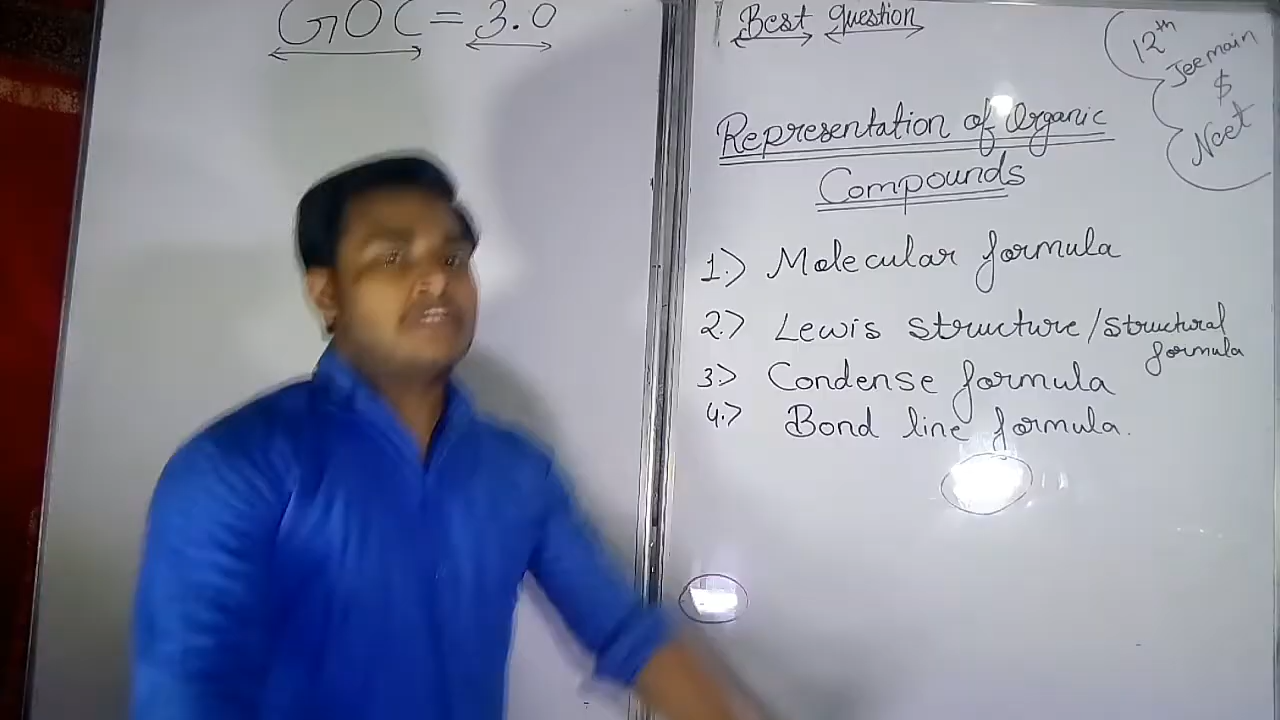 GOC = 3.0
Best question
12th
Jee main
$
Neet
Representation of Organic
Compounds
1.> Molecular formula
2.> Lewis structure/structural
formula
3> Condense formula
4.> Bond line formula.